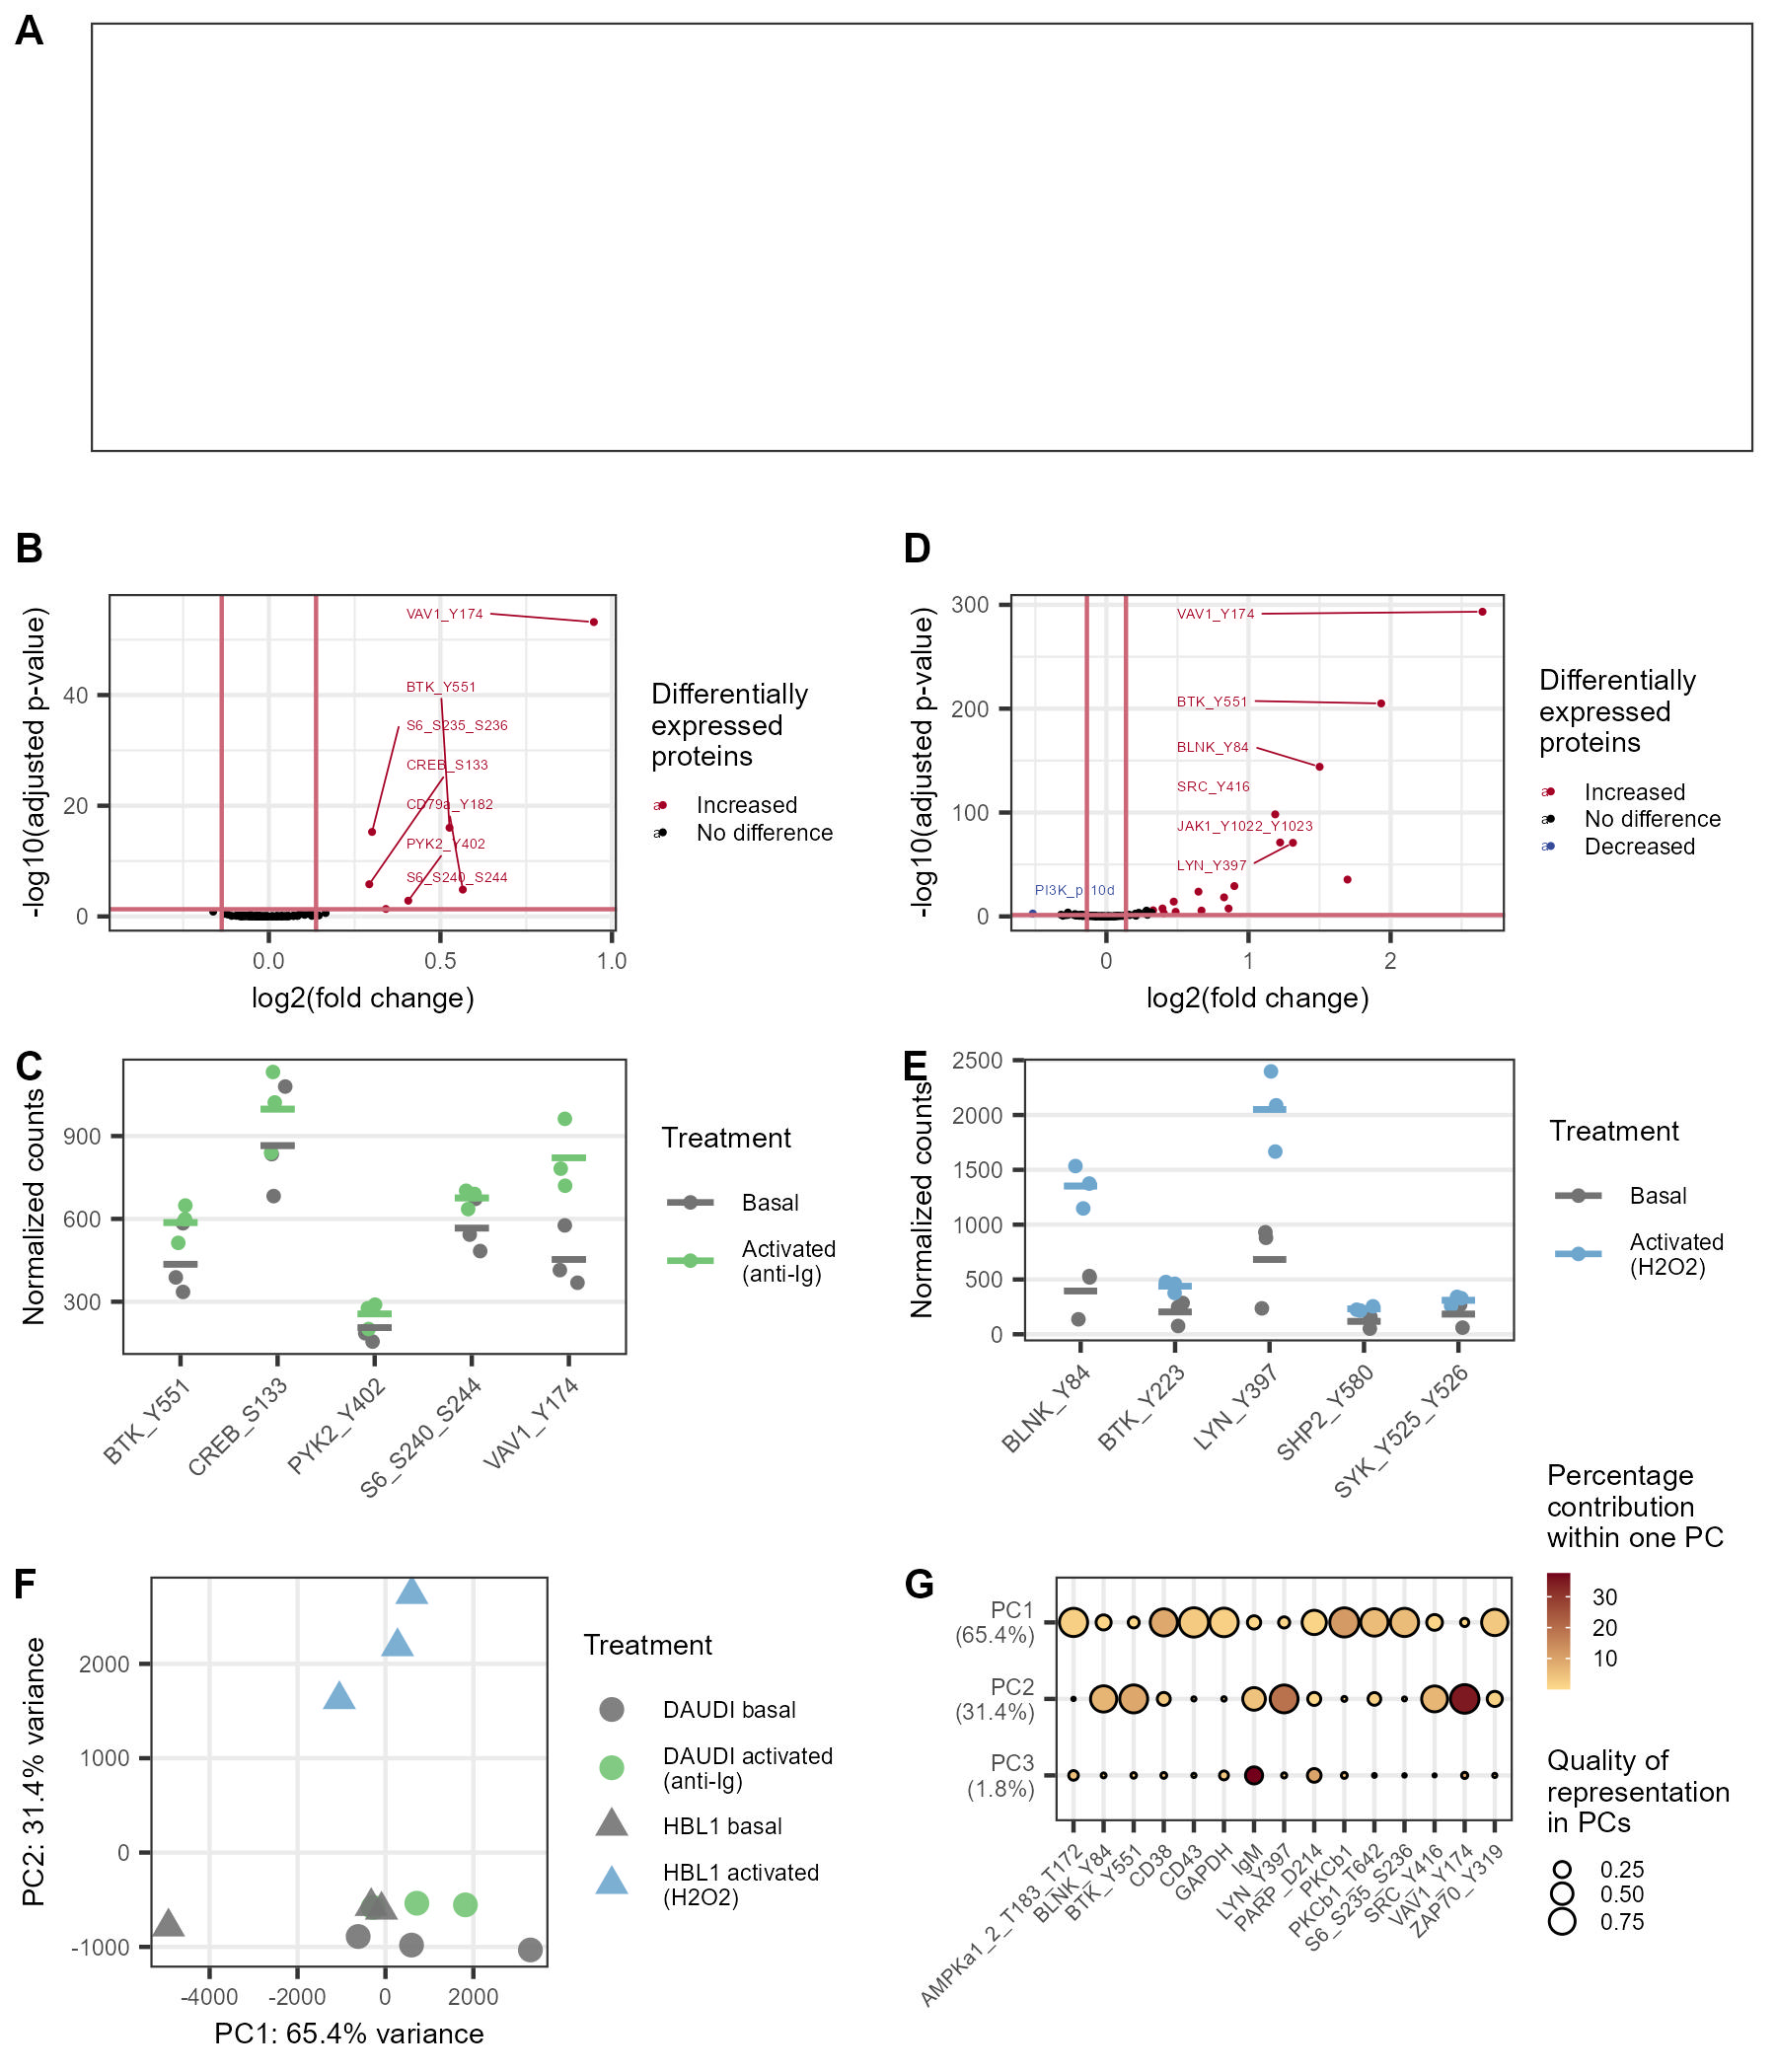 A
B
-log10(adjusted p-value)
40
20
0
VAV1_Y174
BTK_Y551
S6_S235_S236
CREB_S133
CD79a_Y182
PYK2_Y402
S6_S240_S244
0.0
0.5
1.0
log2(fold change)
Differentially
expressed
proteins
a
Increased
a
No difference
D
-log10(adjusted p-value)
300
200
100
0
VAV1_Y174
BTK_Y551
BLNK_Y84
SRC_Y416
JAK1_Y1022_Y1023
LYN_Y397
PI3K_p110d
0
1
2
log2(fold change)
Differentially
expressed
proteins
a
Increased
a
No difference
a
Decreased
C
Normalized counts
900
600
300
BTK_Y551
CREB_S133
PYK2_Y402
S6_S240_S244
VAV1_Y174
Treatment
Basal
Activated
(anti-Ig)
E
Normalized counts
2500
2000
1500
1000
500
0
BLNK_Y84
BTK_Y223
LYN_Y397
SHP2_Y580
SYK_Y525_Y526
Treatment
Basal
Activated
(H2O2)
F
PC2: 31.4% variance
2000
1000
0
-1000
-4000
-2000
0
2000
PC1: 65.4% variance
Treatment
DAUDI basal
DAUDI activated
(anti-Ig)
HBL1 basal
HBL1 activated
(H2O2)
G
PC1
(65.4%)
PC2
(31.4%)
PC3
(1.8%)
AMPKa1_2_T183_T172
BLNK_Y84
BTK_Y551
CD38
CD43
GAPDH
IgM
LYN_Y397
PARP_D214
PKCb1
PKCb1_T642
S6_S235_S236
SRC_Y416
VAV1_Y174
ZAP70_Y319
Percentage
contribution
within one PC
30
20
10
Quality of
representation
in PCs
0.25
0.50
0.75